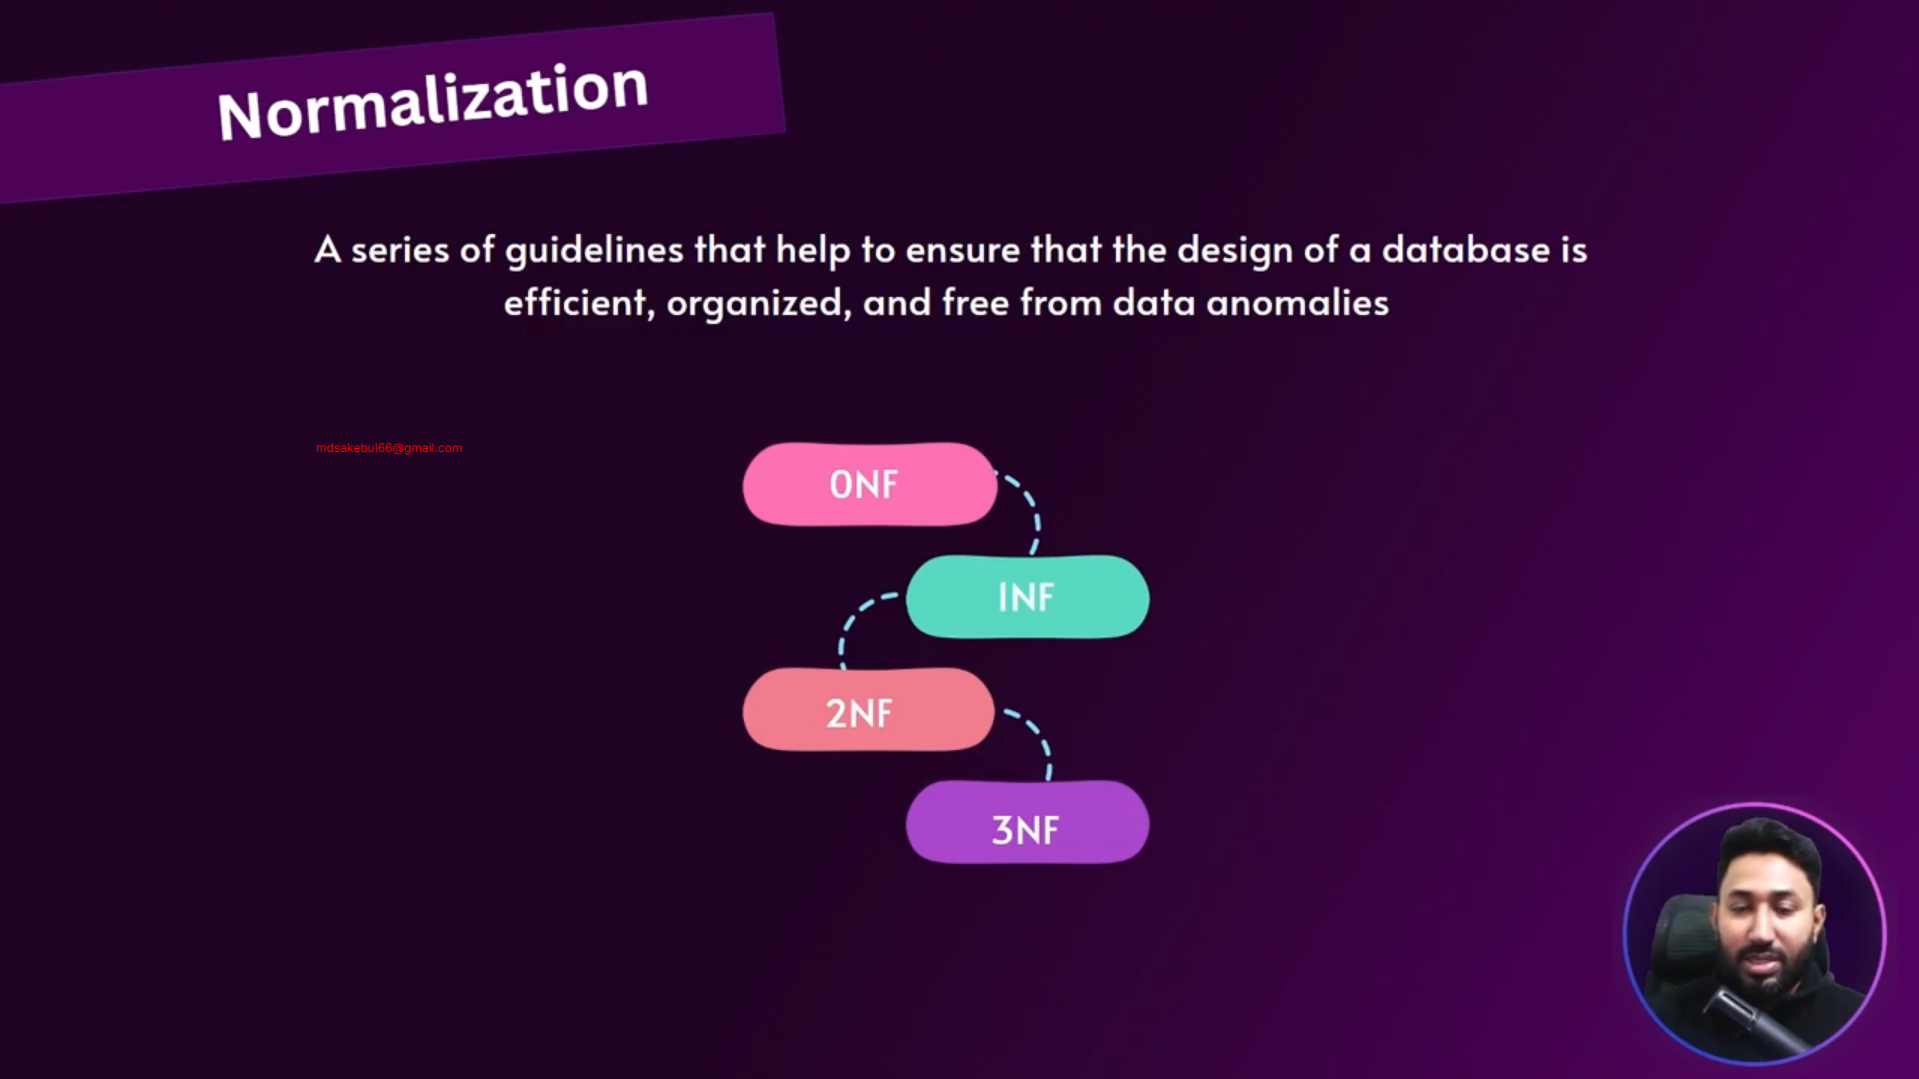 Normalization
A series of guidelines that help to ensure that the design of a database is
efficient, organized, and free from data anomalies
mdsakebul66@gmail.com
0NF
1NF
2NF
3NF